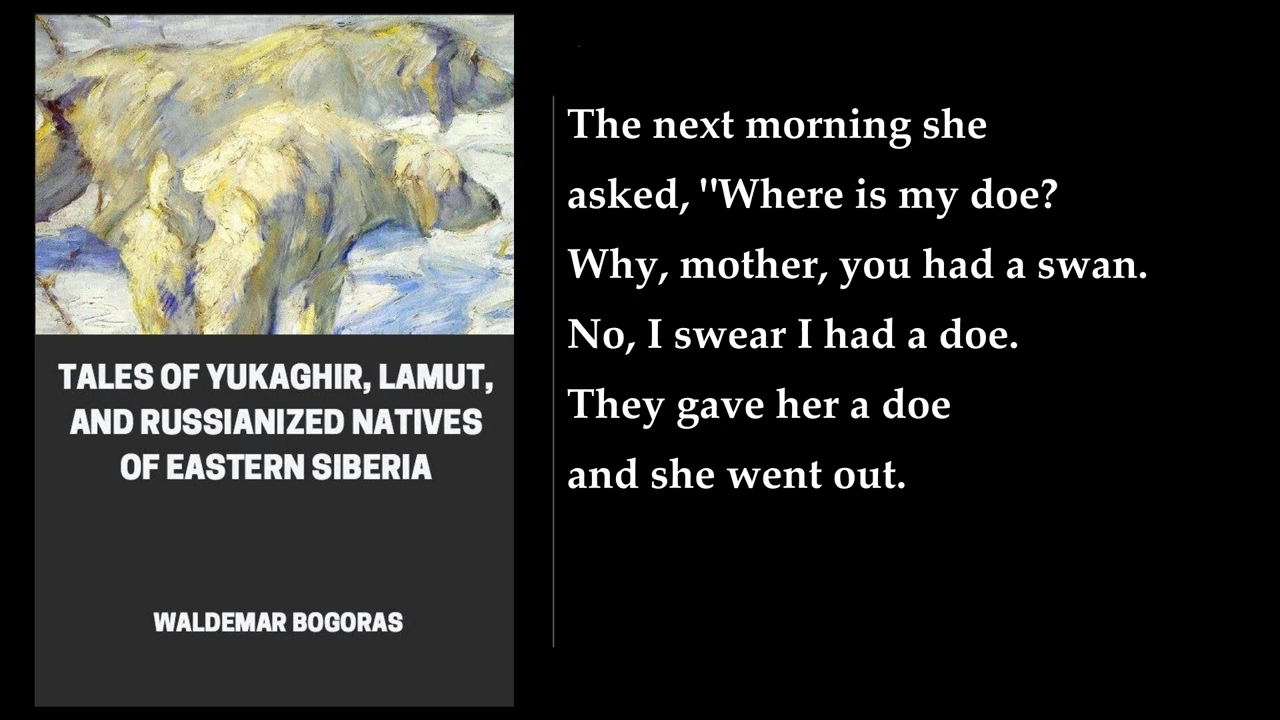 TALES OF YUKAGHIR, LAMUT,
AND RUSSIANIZED NATIVES
OF EASTERN SIBERIA
WALDEMAR BOGORAS
The next morning she
asked, "Where is my doe?
Why, mother, you had a swan.
No, I swear I had a doe.
They gave her a doe
and she went out.